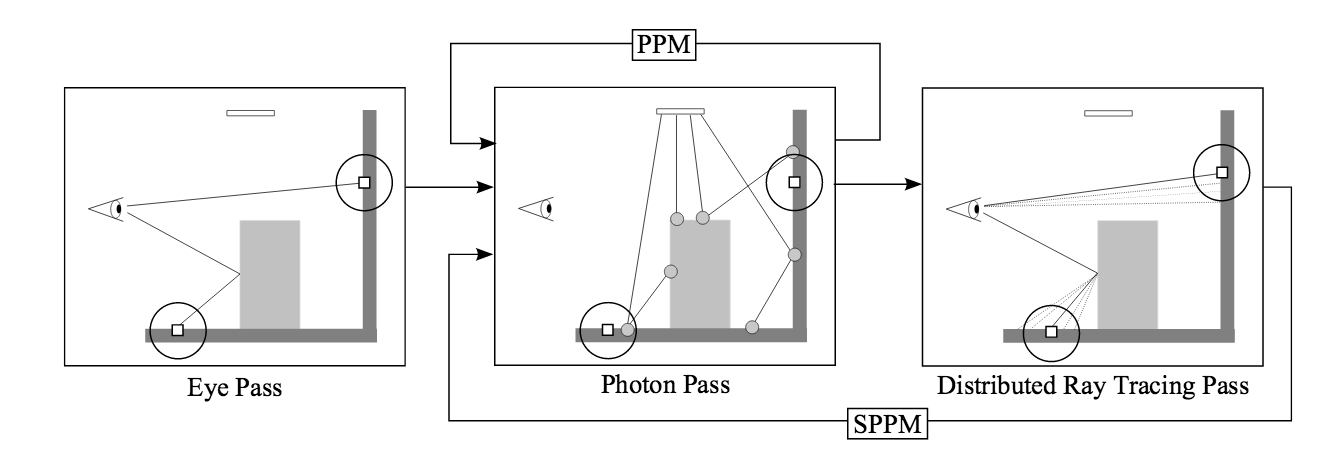 PPM
Eye Pass
Photon Pass
Distributed Ray Tracing Pass
SPPM